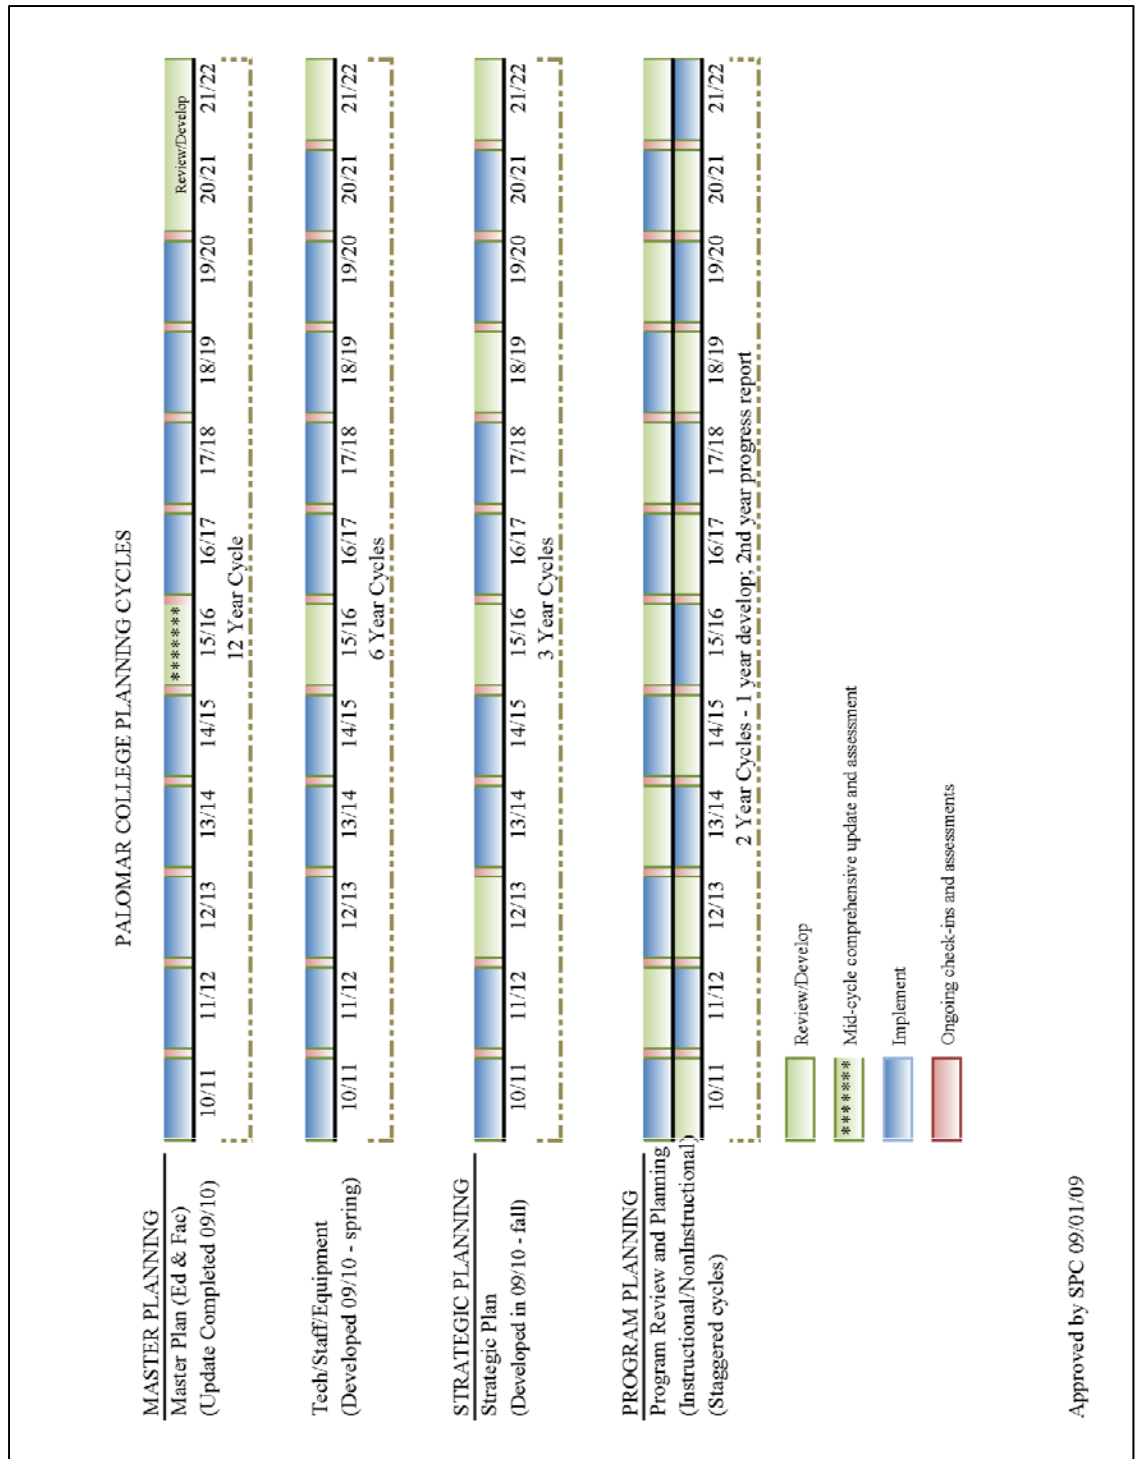 PALOMAR COLLEGE PLANNING CYCLES
MASTER PLANNING
Master Plan (Ed & Fac)
(Update Completed 09/10)
*******
Review/Develop
10/11 11/12 12/13 13/14 14/15 15/16 16/17 17/18 18/19 19/20 20/21 21/22
12 Year Cycle
Tech/Staff/Equipment
(Developed 09/10 - spring)
10/11 11/12 12/13 13/14 14/15 15/16 16/17 17/18 18/19 19/20 20/21 21/22
6 Year Cycles
STRATEGIC PLANNING
Strategic Plan
(Developed in 09/10 - fall)
10/11 11/12 12/13 13/14 14/15 15/16 16/17 17/18 18/19 19/20 20/21 21/22
3 Year Cycles
PROGRAM PLANNING
Program Review and Planning
(Instructional/NonInstructional)
(Staggered cycles)
10/11 11/12 12/13 13/14 14/15 15/16 16/17 17/18 18/19 19/20 20/21 21/22
2 Year Cycles - 1 year develop; 2nd year progress report
Review/Develop
******* Mid-cycle comprehensive update and assessment
Implement
Ongoing check-ins and assessments
Approved by SPC 09/01/09